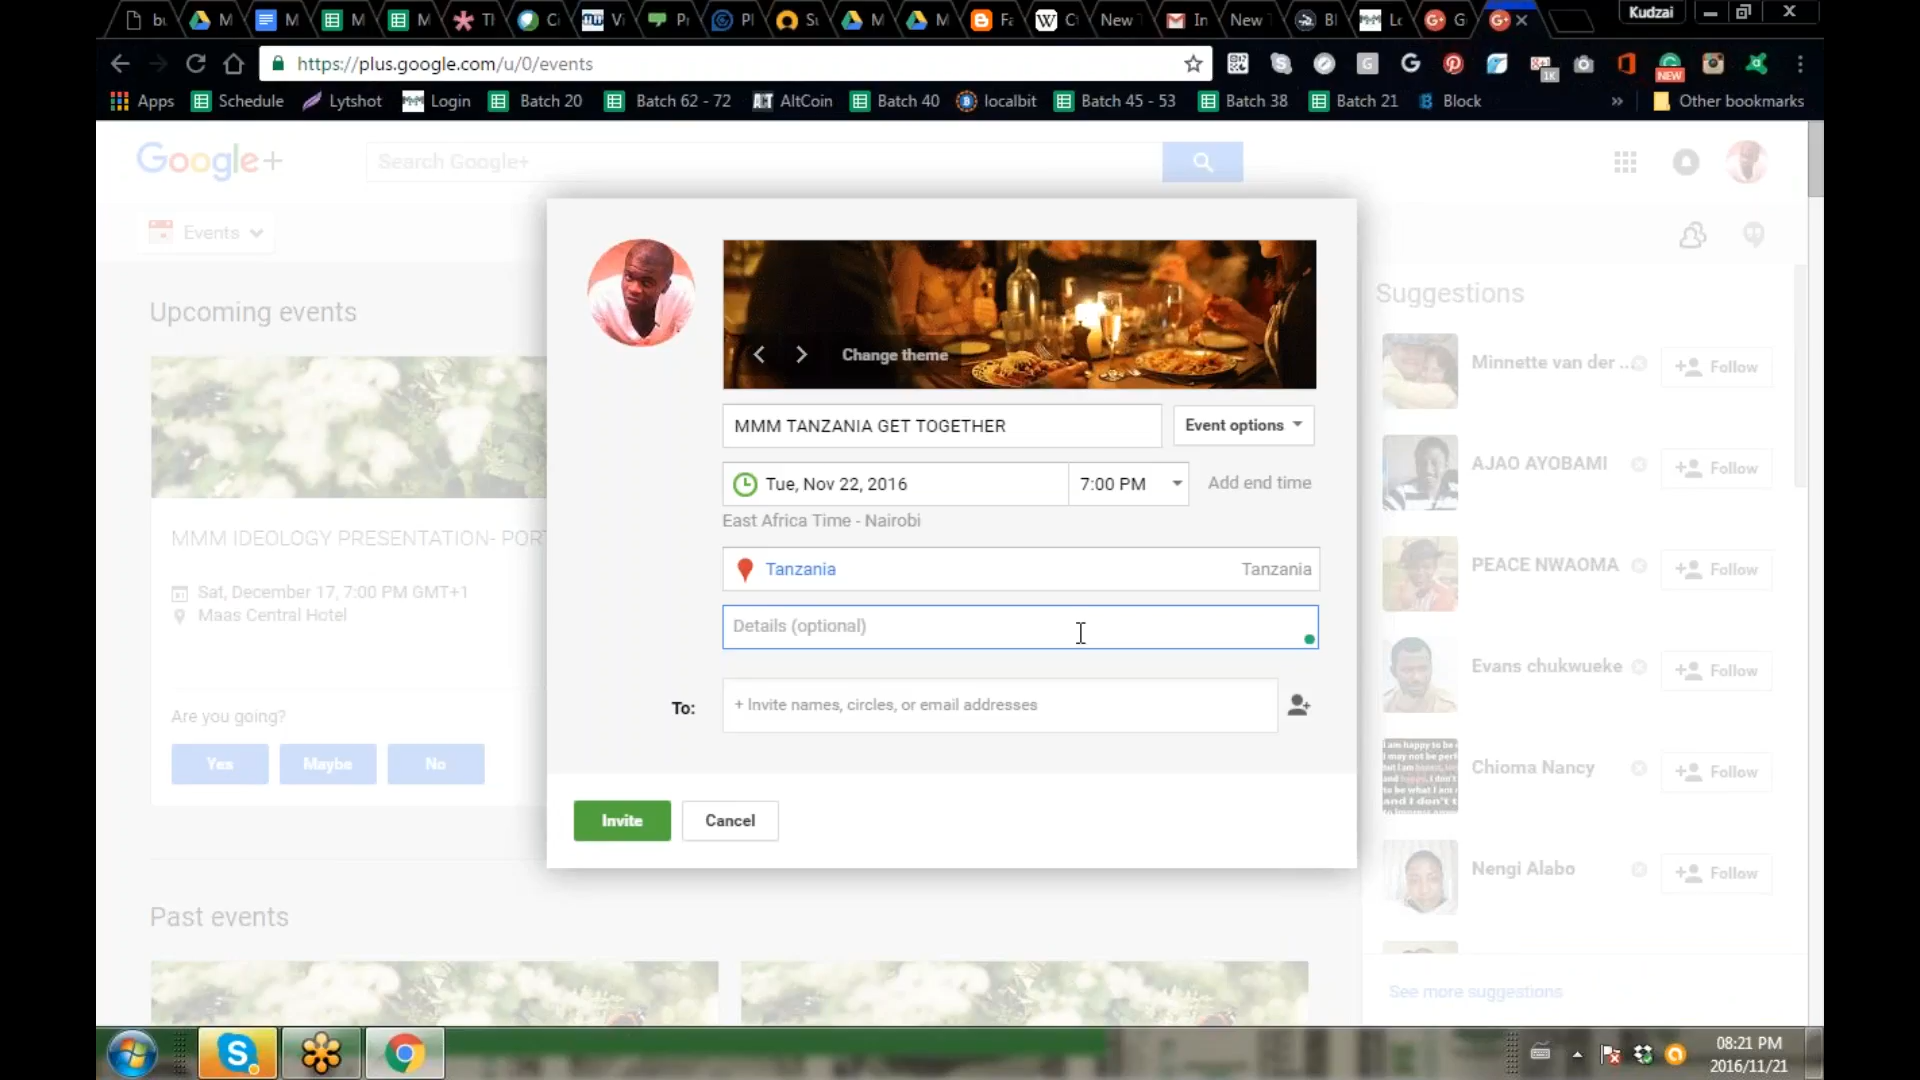 Kudzai
https://plus.google.com/u/0/events
NEW
1K
Apps Schedule Lytshot Login Batch 20 Batch 62 - 72 AltCoin Batch 40 localbit Batch 45 - 53 Batch 38 Batch 21 Block » Other bookmarks
Google+
Search Google+
Events
Upcoming events
MMM IDEOLOGY PRESENTATION- PORT
Sat, December 17, 7:00 PM GMT+1
Maas Central Hotel
Are you going?
Yes Maybe No
Past events
Change theme
MMM TANZANIA GET TOGETHER
Event options
Tue, Nov 22, 2016
7:00 PM
Add end time
East Africa Time - Nairobi
Tanzania Tanzania
Details (optional)
To: + Invite names, circles, or email addresses
Invite Cancel
Suggestions
Minnette van der ... Follow
AJAO AYOBAMI Follow
PEACE NWAOMA Follow
Evans chukwueke Follow
Chioma Nancy Follow
Nengi Alabo Follow
See more suggestions
08:21 PM
2016/11/21